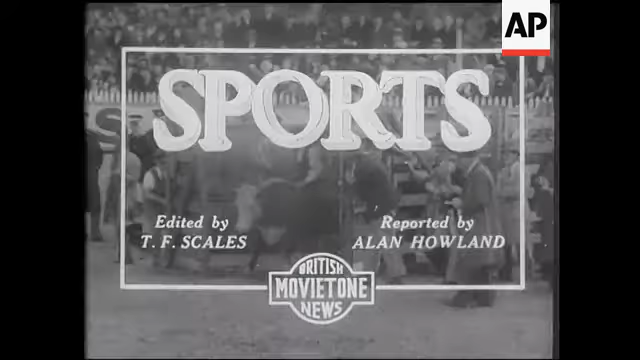 AP
SPORTS
Edited by
T. F. SCALES
Reported by
ALAN HOWLAND
BRITISH
MOVIETONE
NEWS